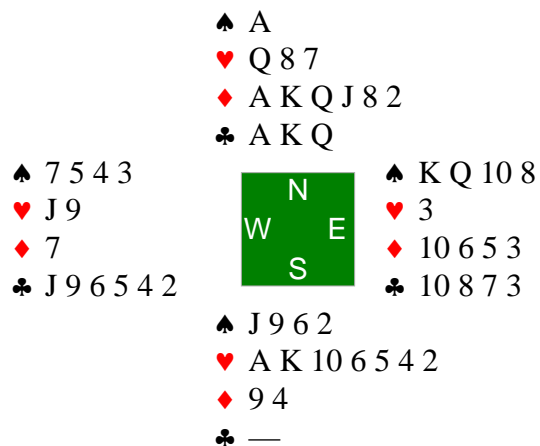 ♠ A
♥ Q 8 7
♦ A K Q J 8 2
♣ A K Q
♠ 7 5 4 3
♥ J 9
♦ 7
♣ J 9 6 5 4 2
N
W E
S
♠ K Q 10 8
♥ 3
♦ 10 6 5 3
♣ 10 8 7 3
♠ J 9 6 2
♥ A K 10 6 5 4 2
♦ 9 4
♣ —